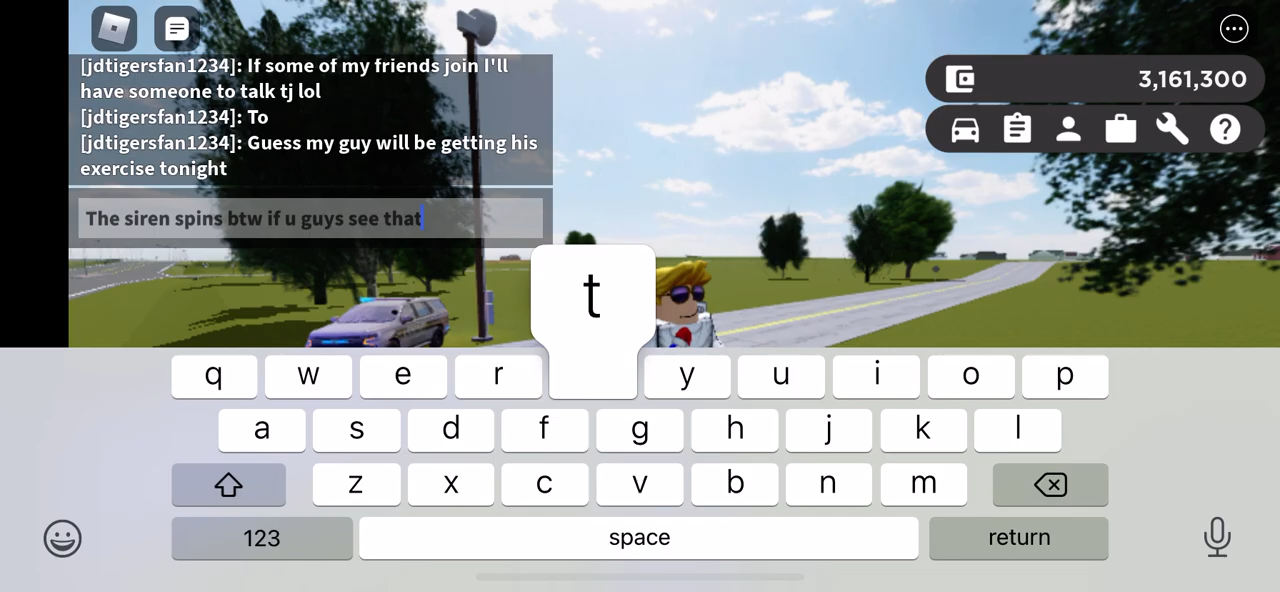 [jdtigersfan1234]: If some of my friends join I'll
have someone to talk tj lol
[jdtigersfan1234]: To
[jdtigersfan1234]: Guess my guy will be getting his
exercise tonight
The siren spins btw if u guys see that
3,161,300
t
q w e r y u i o p
a s d f g h j k l
z x c v b n m
123 space return